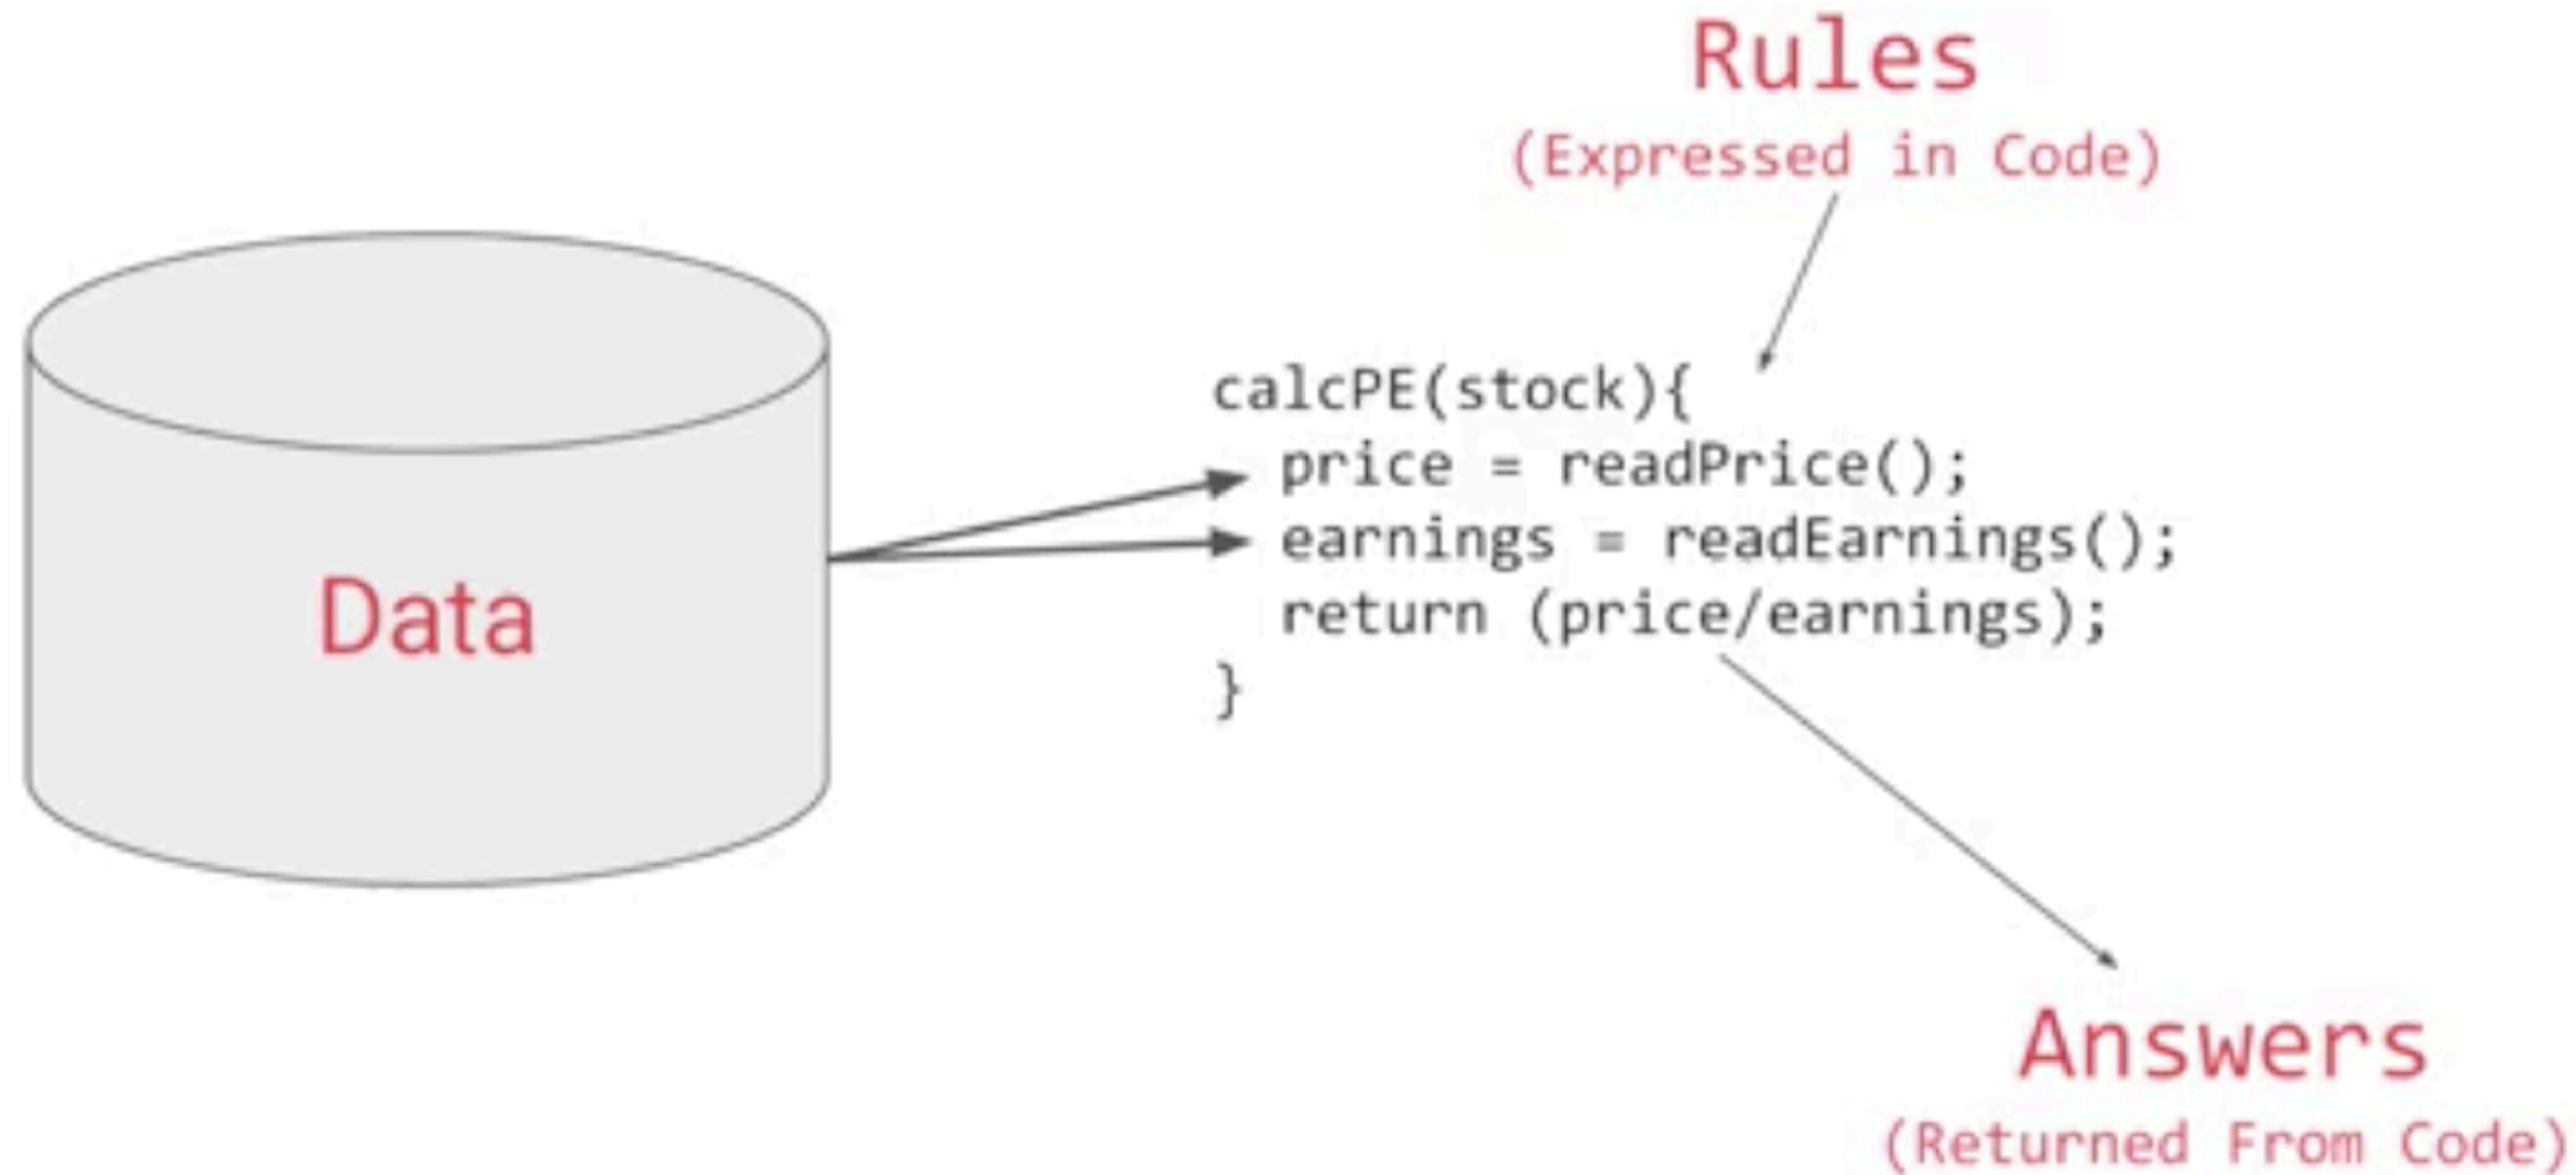 Rules
(Expressed in Code)
Data
calcPE(stock){
price = readPrice();
earnings = readEarnings();
return (price/earnings);
}
Answers
(Returned From Code)